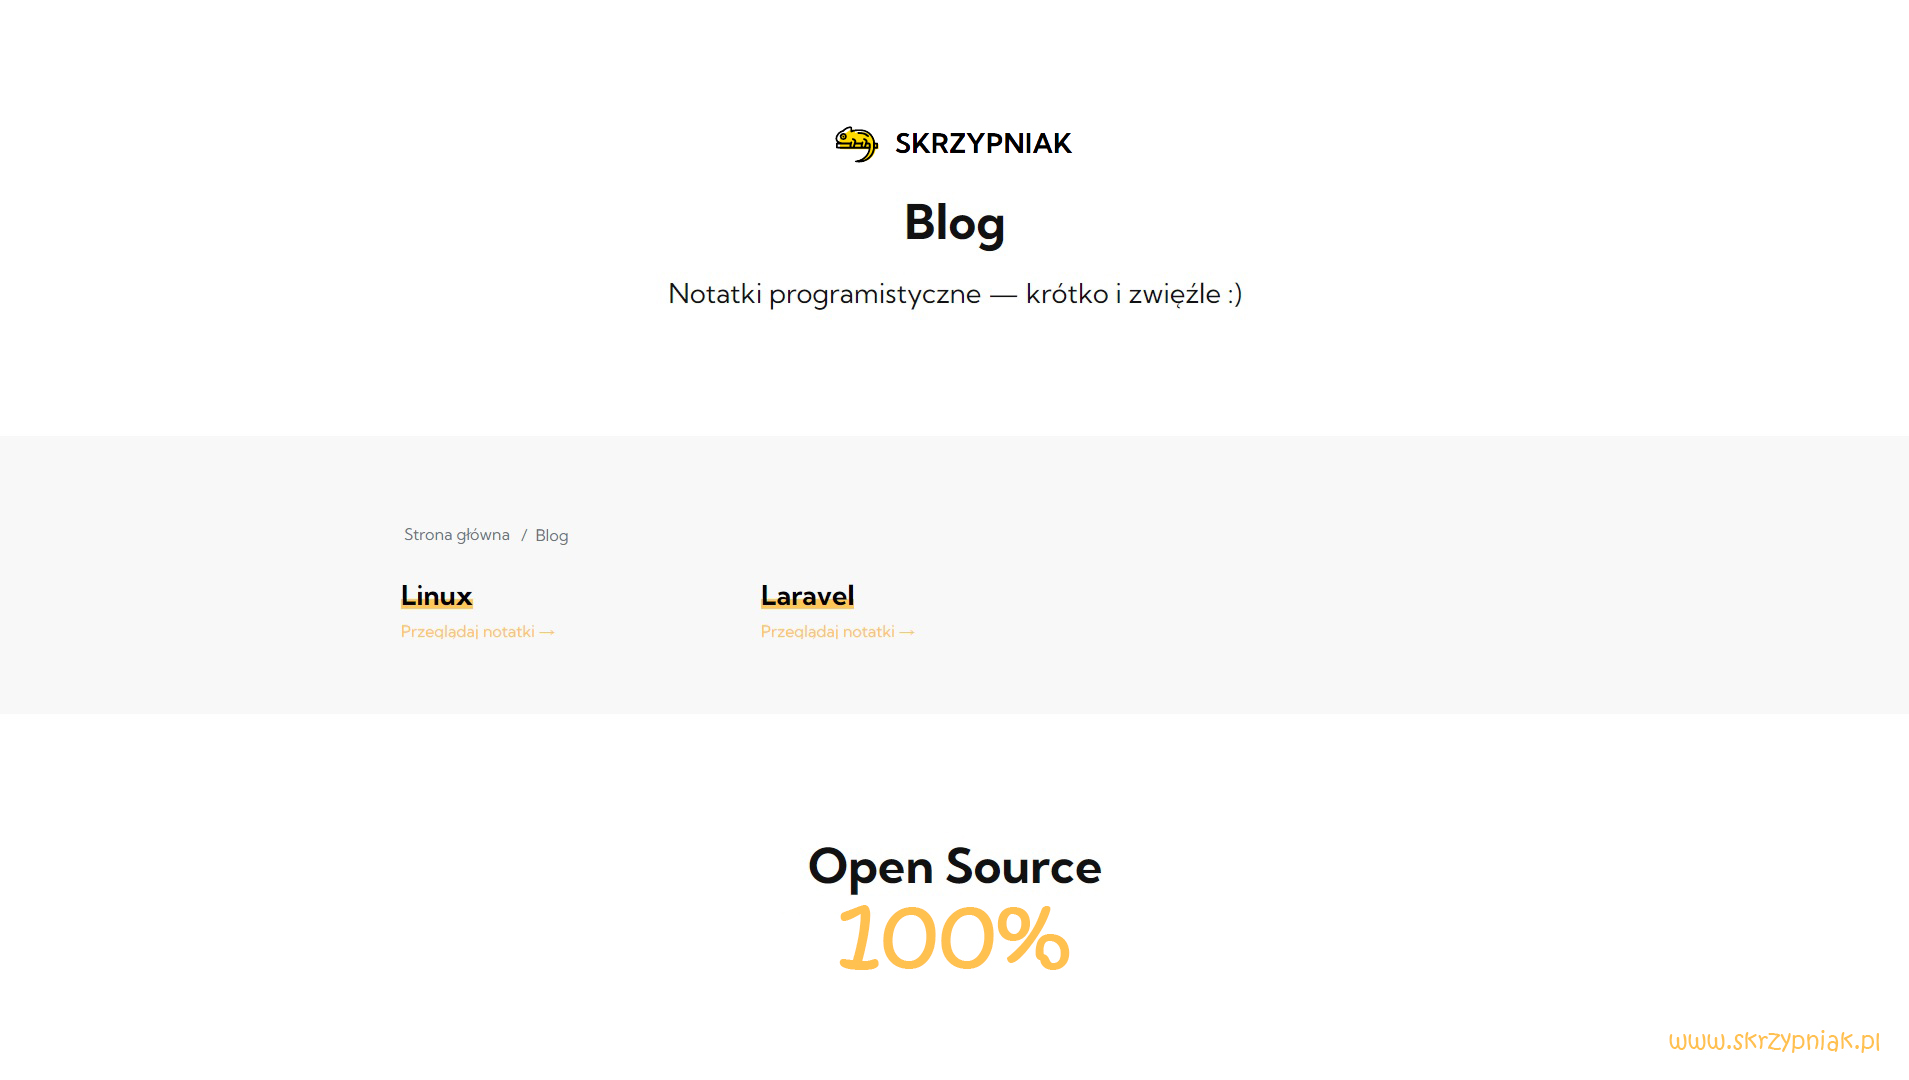 SKRZYPNIAK
Blog
Notatki programistyczne — krótko i zwięźle :)
Strona główna / Blog
Linux
Laravel
Przeglądaj notatki →
Przeglądaj notatki →
Open Source
100%
www.skrzypniak.pl